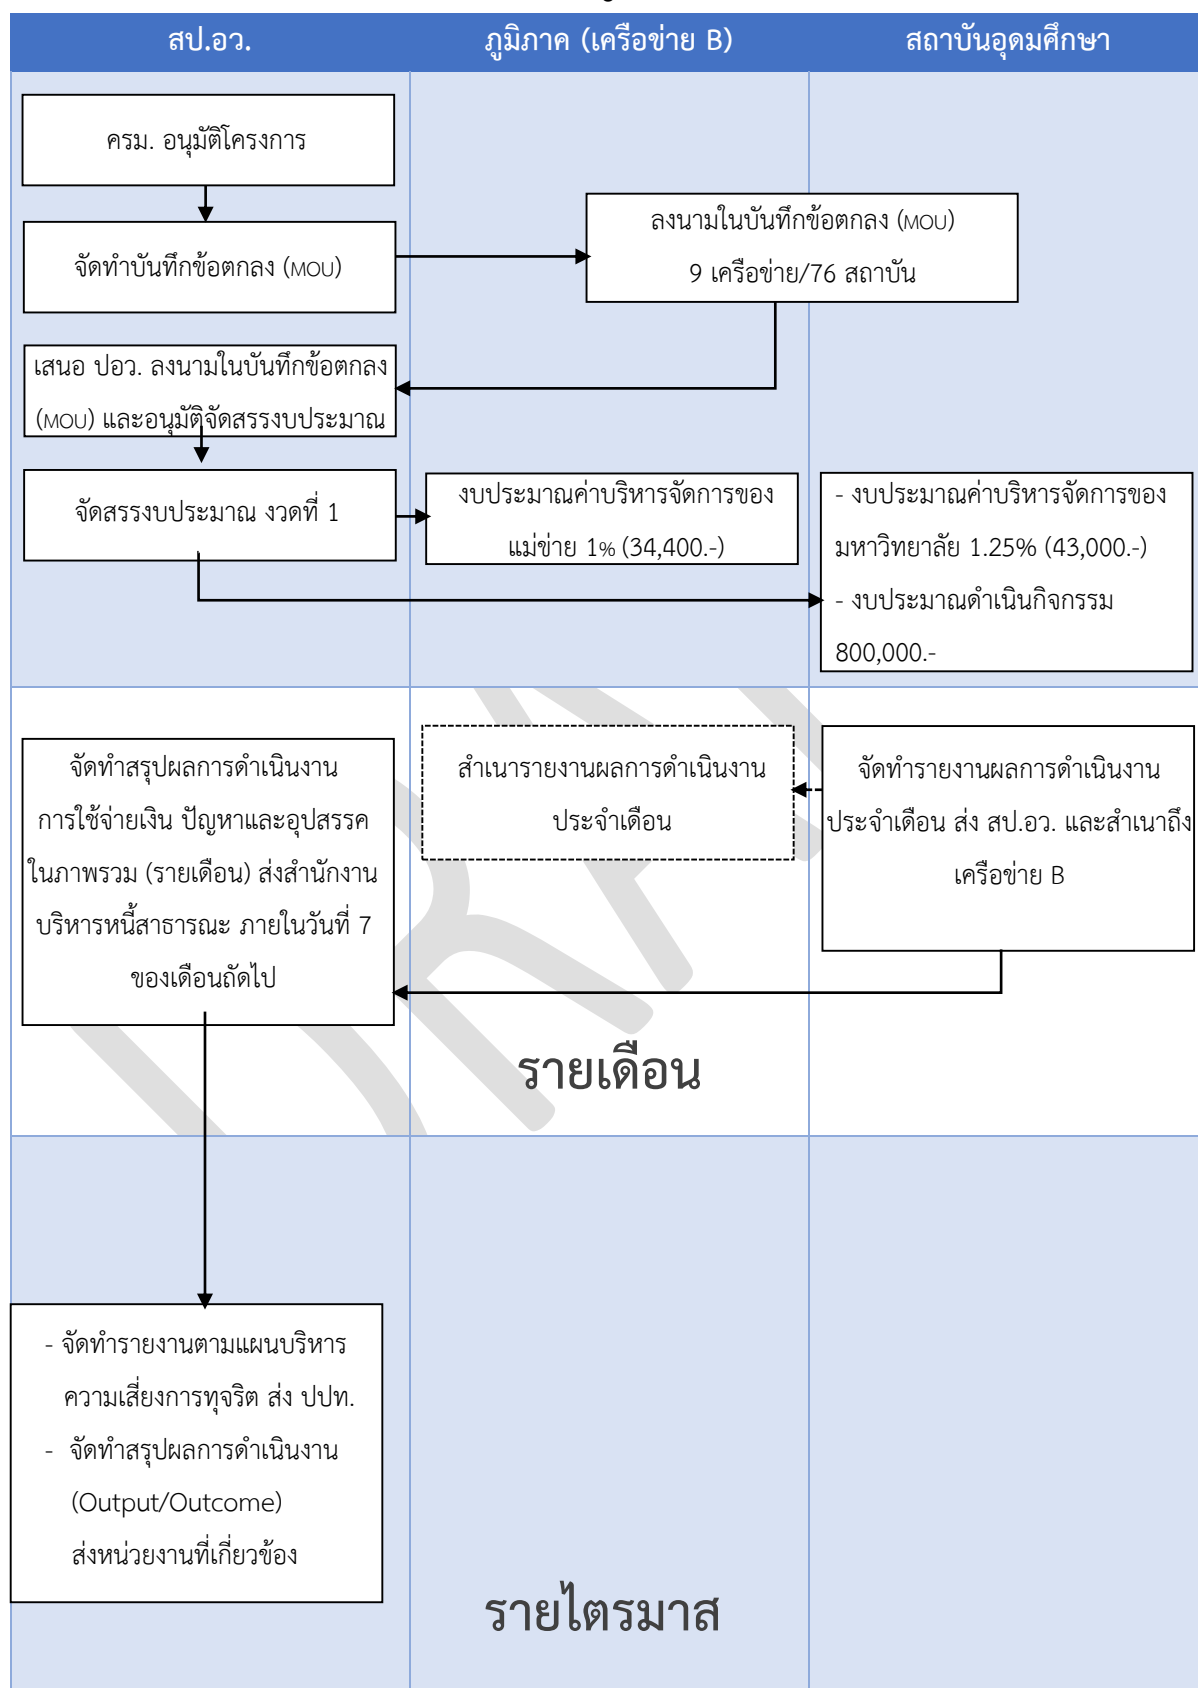 สป.อว.
ภูมิภาค (เครือข่าย B)
สถาบันอุดมศึกษา
ครม. อนุมัติโครงการ
จัดทำบันทึกข้อตกลง (MOU)
ลงนามในบันทึกข้อตกลง (MOU)
9 เครือข่าย/76 สถาบัน
เสนอ ปอว. ลงนามในบันทึกข้อตกลง
(MOU) และอนุมัติจัดสรรงบประมาณ
จัดสรรงบประมาณ งวดที่ 1
งบประมาณค่าบริหารจัดการของ
แม่ข่าย 1% (34,400.-)
- งบประมาณค่าบริหารจัดการของ
มหาวิทยาลัย 1.25% (43,000.-)
- งบประมาณดำเนินกิจกรรม
800,000.-
จัดทำสรุปผลการดำเนินงาน
การใช้จ่ายเงิน ปัญหาและอุปสรรค
ในภาพรวม (รายเดือน) ส่งสำนักงาน
บริหารหนี้สาธารณะ ภายในวันที่ 7
ของเดือนถัดไป
สำเนารายงานผลการดำเนินงาน
ประจำเดือน
จัดทำรายงานผลการดำเนินงาน
ประจำเดือน ส่ง สป.อว. และสำเนาถึง
เครือข่าย B
รายเดือน
- จัดทำรายงานตามแผนบริหาร
ความเสี่ยงการทุจริต ส่ง ปปท.
- จัดทำสรุปผลการดำเนินงาน
(Output/Outcome)
ส่งหน่วยงานที่เกี่ยวข้อง
รายไตรมาส